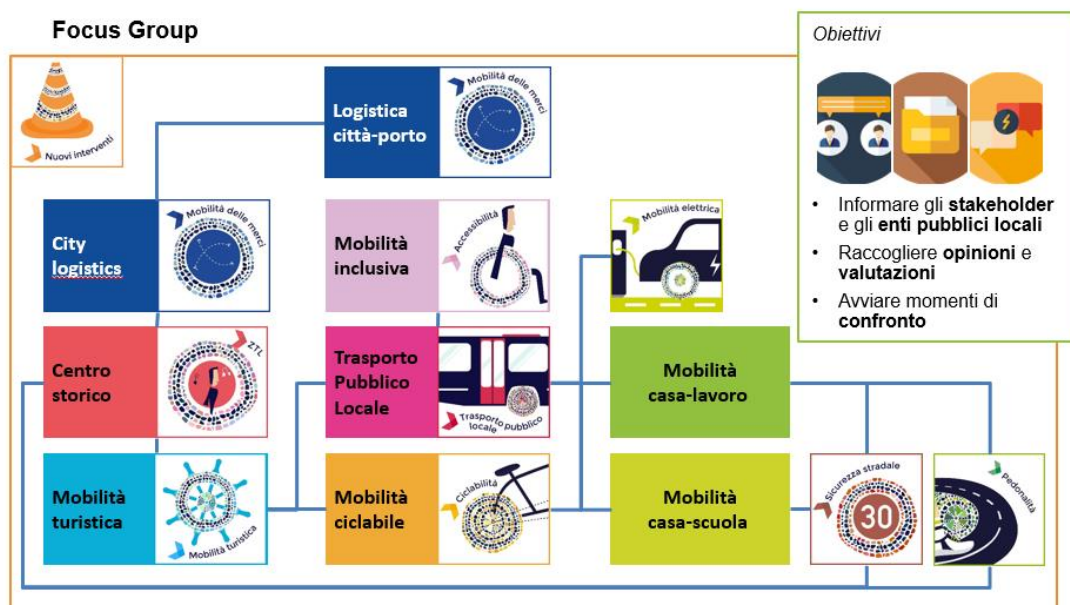 Focus Group
Nuovi interventi
Logistica
città-porto
Mobilità delle merci
Obiettivi
• Informare gli stakeholder
e gli enti pubblici locali
• Raccogliere opinioni e
valutazioni
• Avviare momenti di
confronto
City
logistics
Mobilità delle merci
Mobilità
inclusiva
Accessibilità
Mobilità elettrica
Centro
storico
ZTL
Trasporto
Pubblico
Locale
Trasporto pubblico
locale
Mobilità
casa-lavoro
Mobilità
turistica
Mobilità turistica
Mobilità
ciclabile
Ciclabilità
Mobilità
casa-scuola
Sicurezza stradale
30
Pedonalità